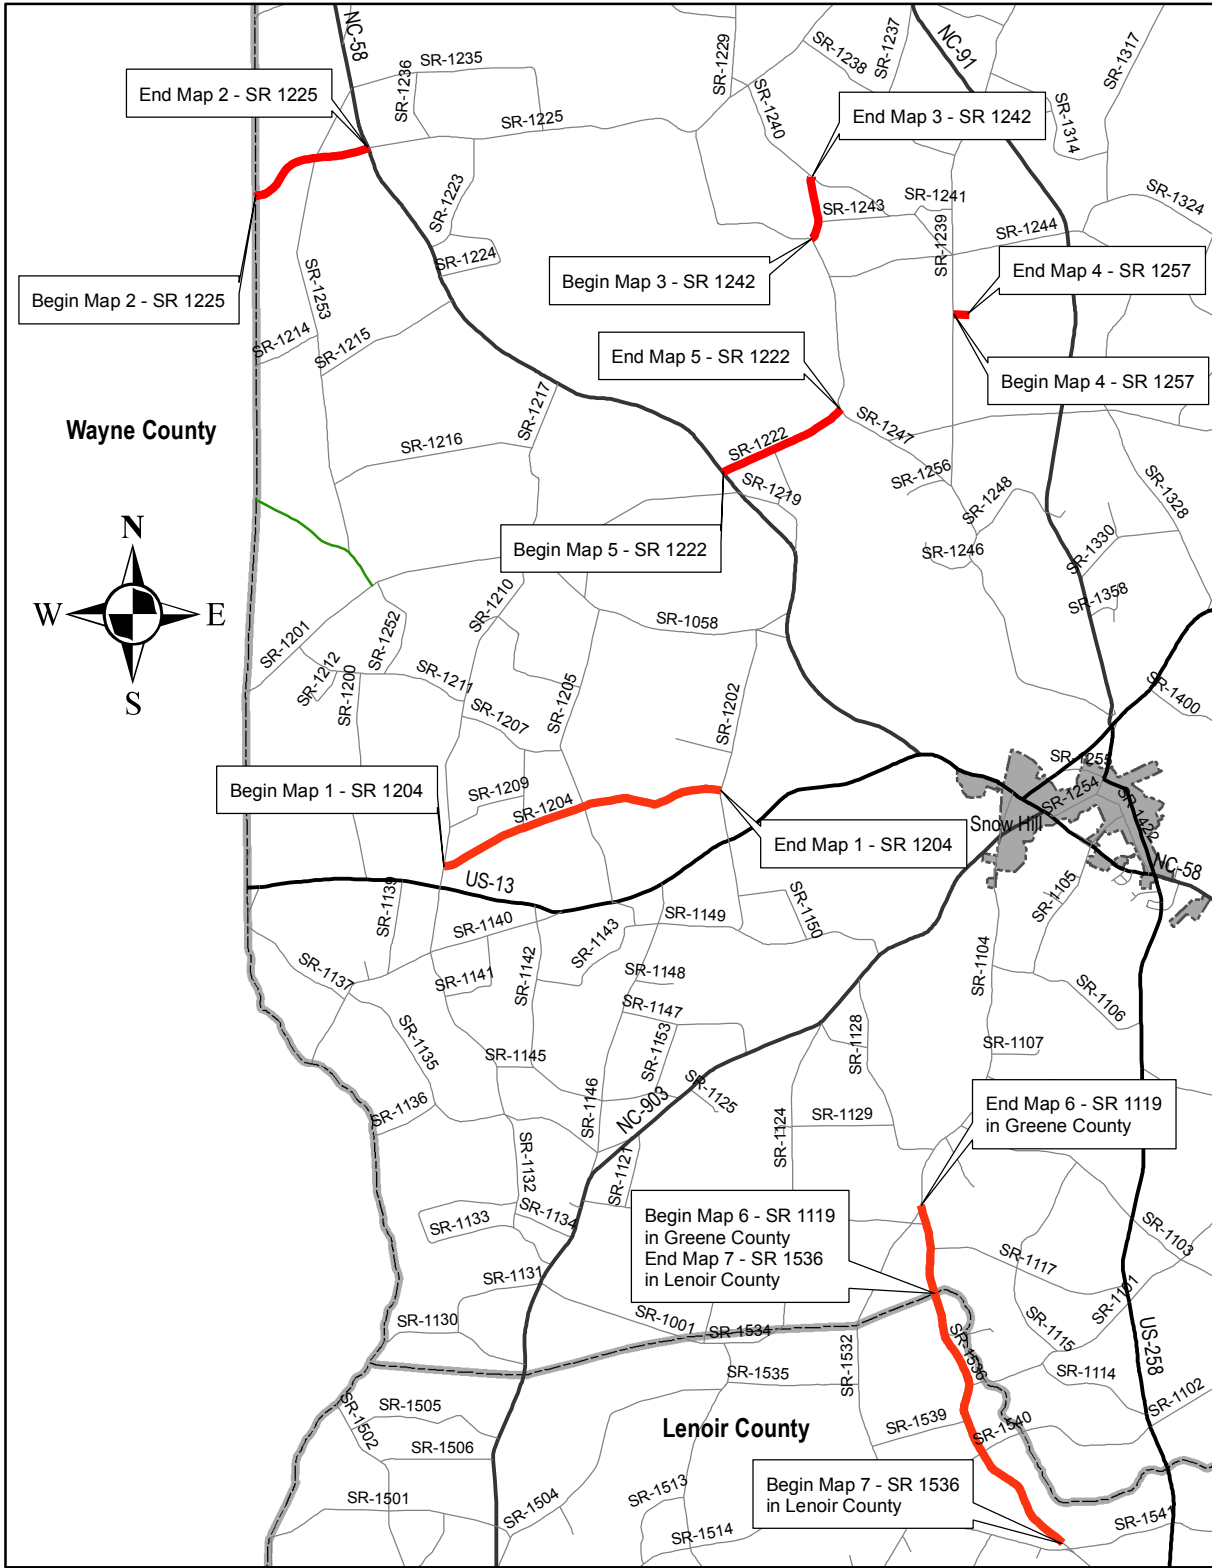 NC-58
SR-1236
SR-1235
SR-1229
SR-1237
SR-1238
NC-91
SR-1317
End Map 2 - SR 1225
SR-1225
SR-1240
End Map 3 - SR 1242
SR-1314
SR-1223
SR-1224
SR-1243
SR-1241
SR-1239
SR-1244
SR-1324
Begin Map 2 - SR 1225
SR-1253
Begin Map 3 - SR 1242
End Map 4 - SR 1257
SR-1214
SR-1215
End Map 5 - SR 1222
Begin Map 4 - SR 1257
Wayne County
SR-1217
SR-1216
SR-1222
SR-1247
SR-1219
SR-1256
SR-1248
SR-1328
N
W
E
S
Begin Map 5 - SR 1222
SR-1246
SR-1330
SR-1358
SR-1210
SR-1058
SR-1201
SR-1252
SR-1212
SR-1200
SR-1211
SR-1207
SR-1205
SR-1202
SR-1400
Begin Map 1 - SR 1204
SR-1209
SR-1204
SR-1255
SR-1254
SR-1422
Snow Hill
End Map 1 - SR 1204
US-13
NC-58
SR-1139
SR-1140
SR-1149
SR-1150
SR-1105
SR-1137
SR-1141
SR-1142
SR-1143
SR-1148
SR-1104
SR-1106
SR-1135
SR-1147
SR-1153
SR-1128
SR-1107
SR-1145
SR-1146
SR-1125
SR-1136
NC-903
SR-1124
SR-1129
End Map 6 - SR 1119
in Greene County
SR-1132
SR-1121
SR-1133
SR-1134
Begin Map 6 - SR 1119
in Greene County
End Map 7 - SR 1536
in Lenoir County
SR-1103
SR-1117
SR-1101
SR-1131
SR-1130
SR-1001
SR-1534
SR-1532
SR-1536
SR-1115
US-258
SR-1535
SR-1114
SR-1102
SR-1502
SR-1505
SR-1506
Lenoir County
SR-1539
SR-1540
SR-1501
SR-1504
SR-1513
SR-1514
Begin Map 7 - SR 1536
in Lenoir County
SR-1541